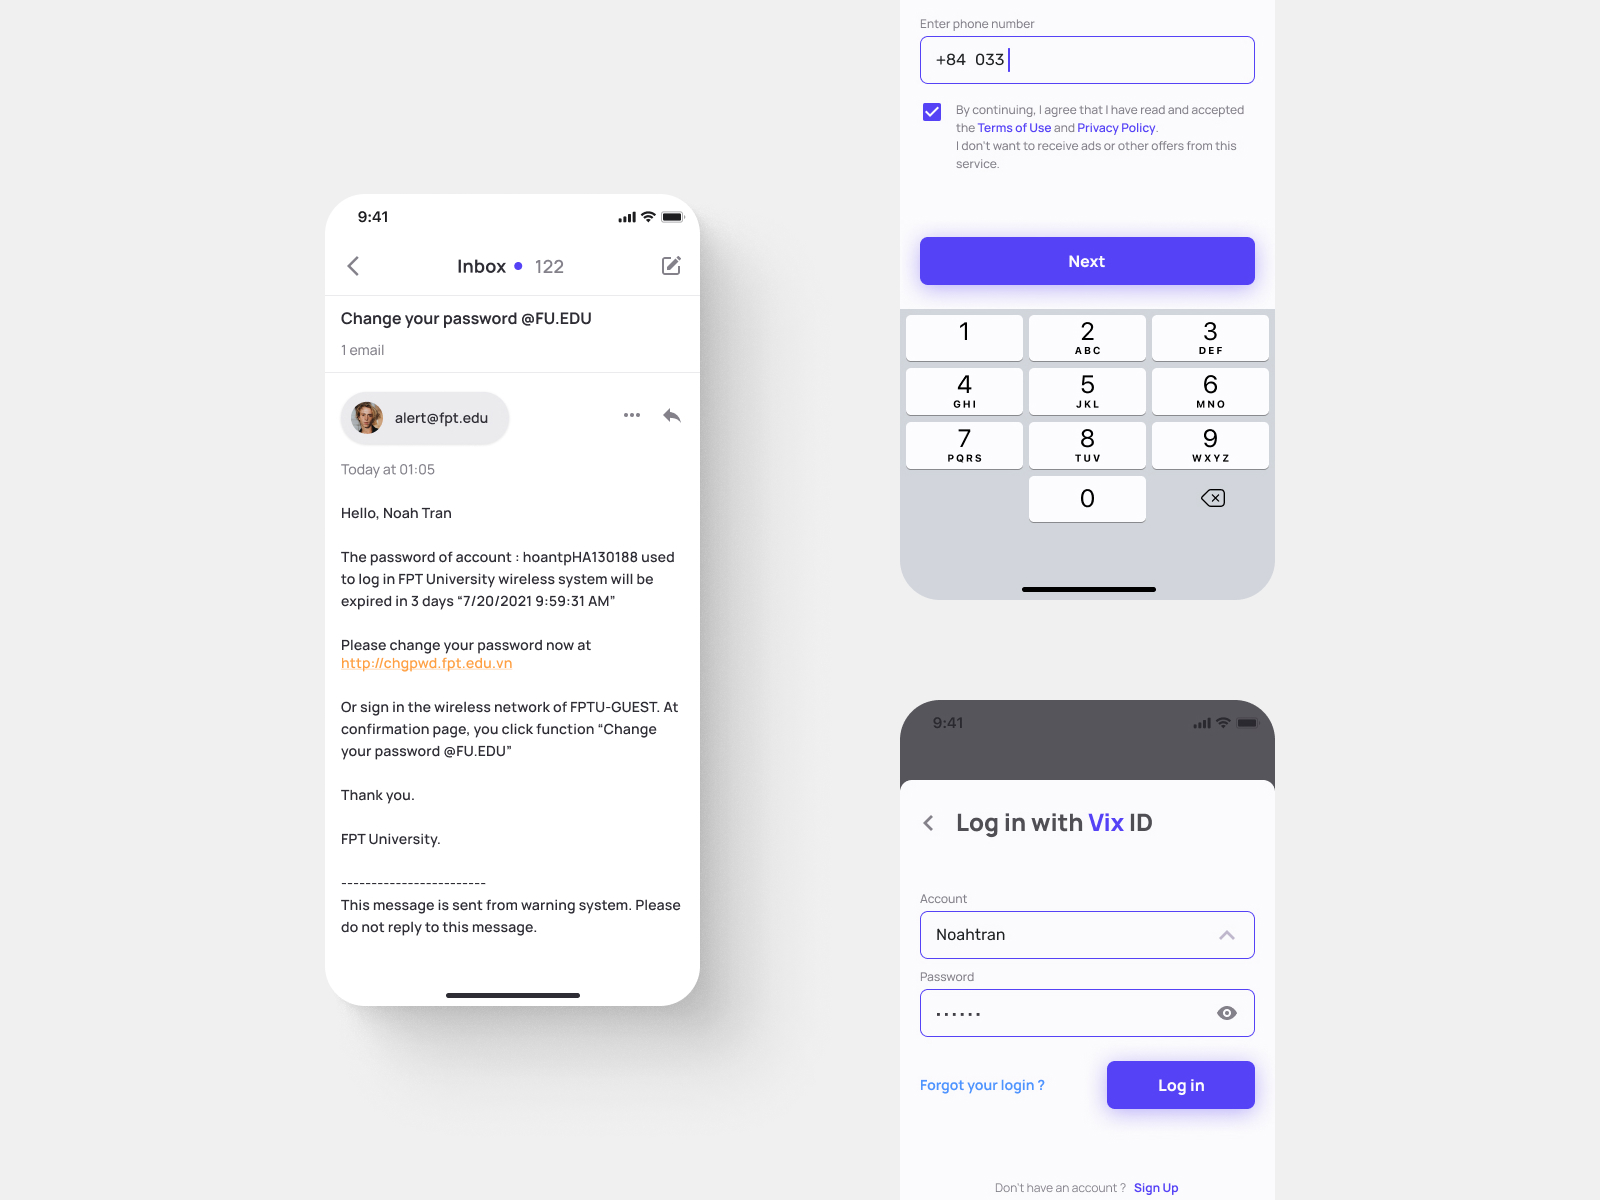 9:41
Inbox • 122
Change your password @FU.EDU
1 email
alert@fpt.edu
Today at 01:05
Hello, Noah Tran
The password of account : hoantpHA130188 used
to log in FPT University wireless system will be
expired in 3 days “7/20/2021 9:59:31 AM”
Please change your password now at
http://chgpwd.fpt.edu.vn
Or sign in the wireless network of FPTU-GUEST. At
confirmation page, you click function “Change
your password @FU.EDU”
Thank you.
FPT University.
------------------------
This message is sent from warning system. Please
do not reply to this message.
Enter phone number
+84 033
By continuing, I agree that I have read and accepted
the Terms of Use and Privacy Policy.
I don't want to receive ads or other offers from this
service.
Next
1 2 3
ABC DEF
4 5 6
GHI JKL MNO
7 8 9
PQRS TUV WXYZ
0
9:41
Log in with Vix ID
Account
Noahtran
Password
······
Forgot your login ? Log in
Don't have an account ? Sign Up